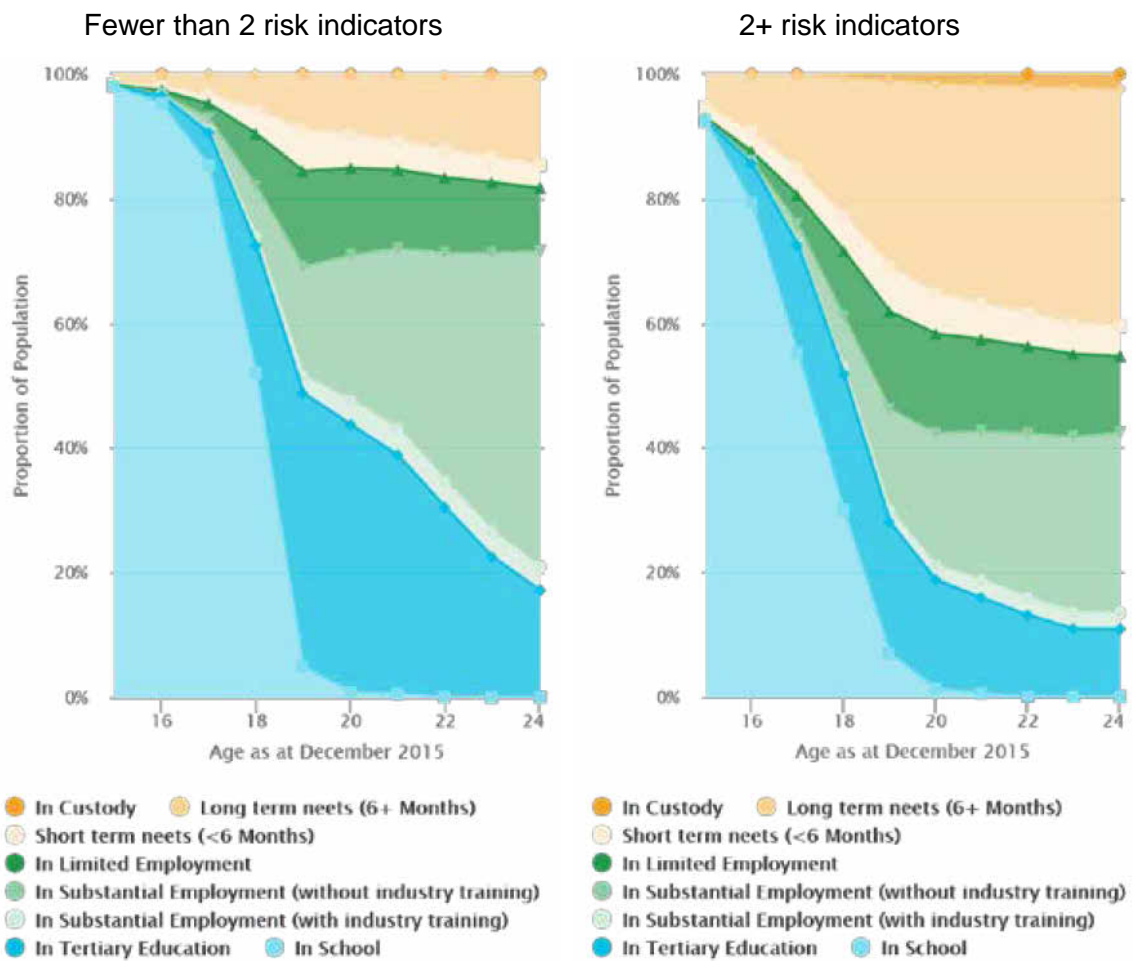 Fewer than 2 risk indicators
2+ risk indicators
100%
80%
60%
40%
20%
0%
Proportion of Population
16 18 20 22 24
Age as at December 2015
In Custody Long term neets (6+ Months)
Short term neets (<6 Months)
In Limited Employment
In Substantial Employment (without industry training)
In Substantial Employment (with industry training)
In Tertiary Education In School
100%
80%
60%
40%
20%
0%
Proportion of Population
16 18 20 22 24
Age as at December 2015
In Custody Long term neets (6+ Months)
Short term neets (<6 Months)
In Limited Employment
In Substantial Employment (without industry training)
In Substantial Employment (with industry training)
In Tertiary Education In School